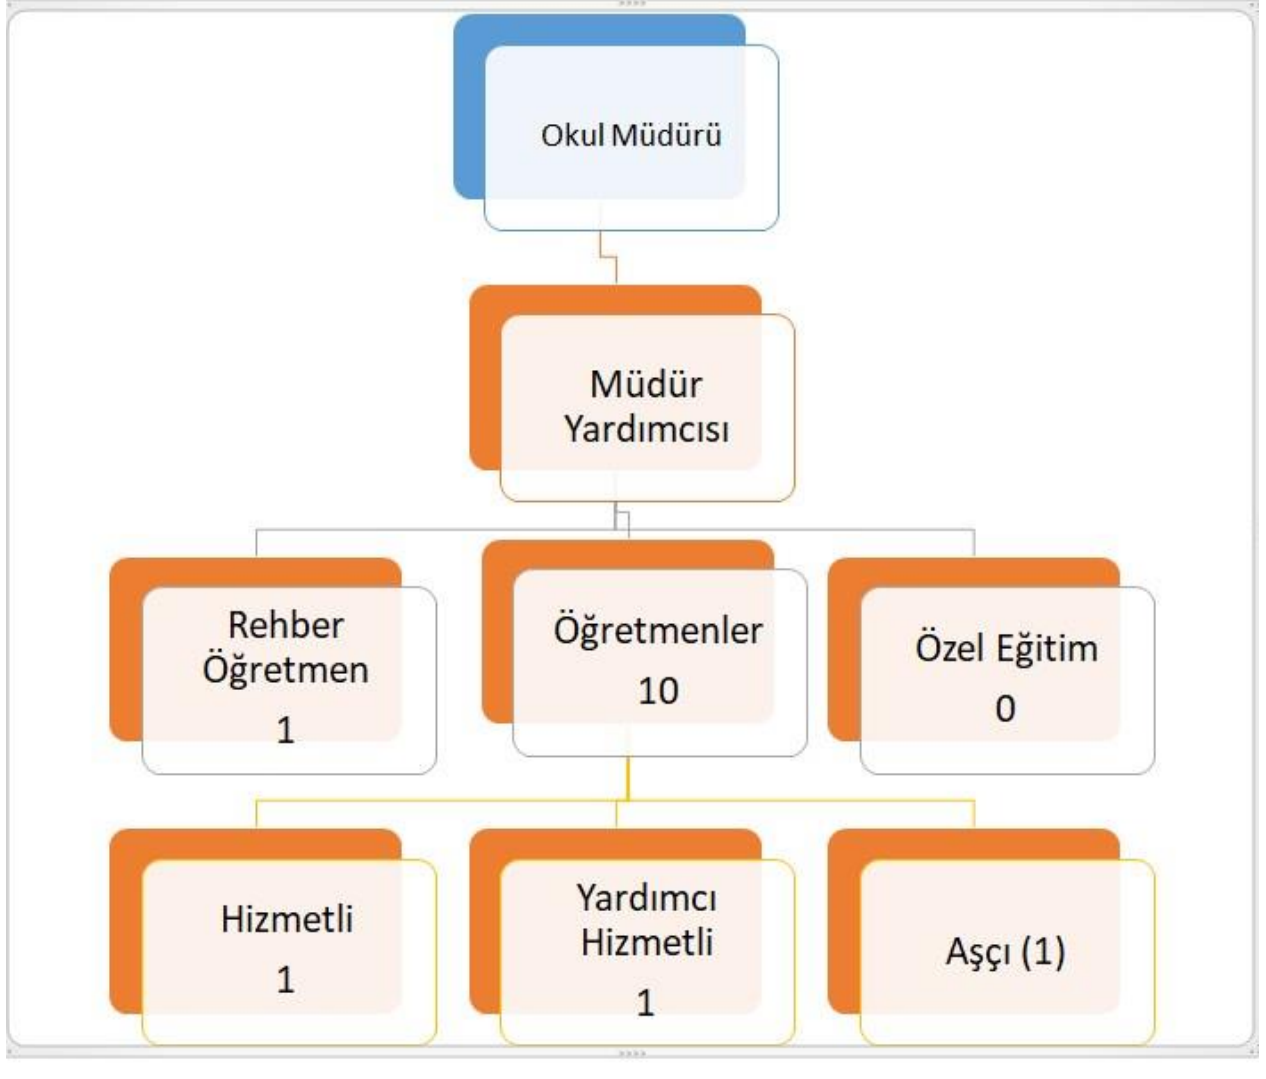 Okul Müdürü
Müdür
Yardımcısı
Rehber
Öğretmen
1
Öğretmenler
10
Özel Eğitim
0
Hizmetli
1
Yardımcı
Hizmetli
1
Aşçı (1)